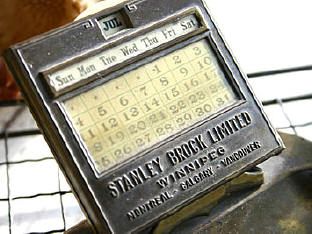 JUL
Sun Mon Tue Wed Thu Fri Sat
1 2 3
4 5 6 7 8 9 10
11 12 13 14 15 16 17
18 19 20 21 22 23 24
25 26 27 28 29 30 31
STANLEY BROCK LIMITED
WINNIPEG
MONTREAL - CALGARY - VANCOUVER